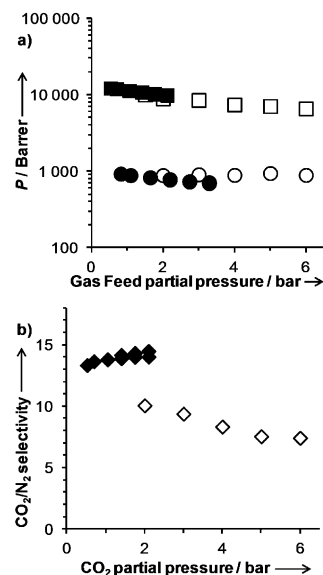 a)
100 000
10 000
1 000
100
P / Barrer
0 2 4 6
Gas Feed partial pressure / bar
b)
15
10
5
0
CO₂/N₂ selectivity
0 2 4 6
CO₂ partial pressure / bar